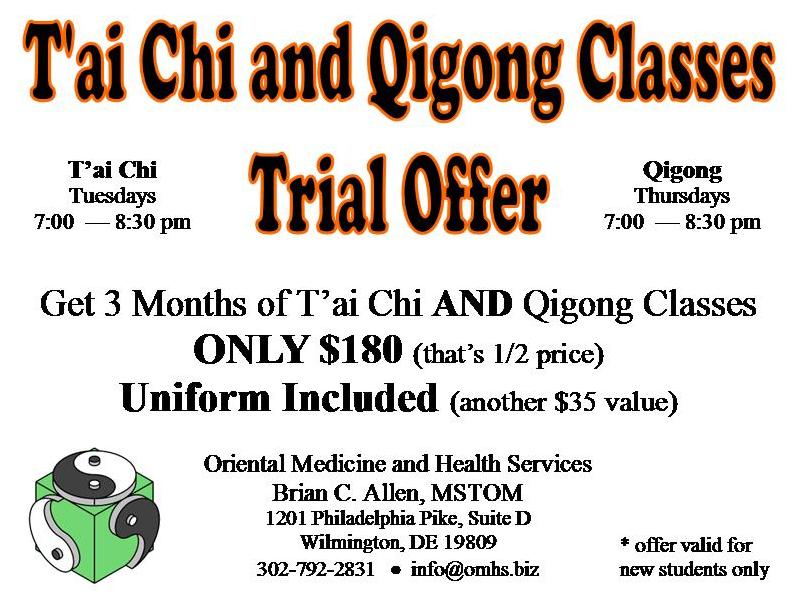 T'ai Chi and Qigong Classes
Trial Offer
T’ai Chi
Tuesdays
7:00 — 8:30 pm
Qigong
Thursdays
7:00 — 8:30 pm
Get 3 Months of T’ai Chi AND Qigong Classes
ONLY $180 (that’s 1/2 price)
Uniform Included (another $35 value)
Oriental Medicine and Health Services
Brian C. Allen, MSTOM
1201 Philadelphia Pike, Suite D
Wilmington, DE 19809
302-792-2831 ● info@omhs.biz
* offer valid for
new students only